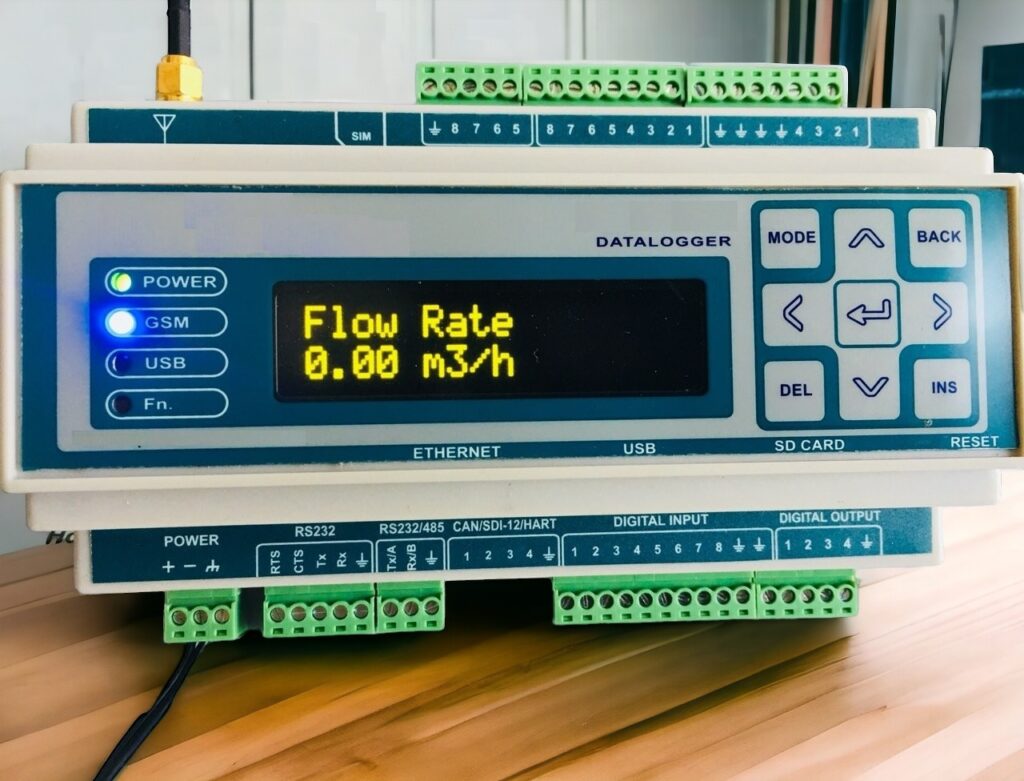 SIM
8 7 6 5
8 7 6 5 4 3 2 1
4 3 2 1
DATALOGGER
MODE
BACK
POWER
GSM
USB
Fn.
Flow Rate
0.00 m3/h
DEL
INS
ETHERNET
USB
SD CARD
RESET
POWER
+ −
RS232
RTS
CTS
Tx
Rx
RS232/485
Tx/A
Rx/B
CAN/SDI-12/HART
1 2 3 4
DIGITAL INPUT
1 2 3 4 5 6 7 8
DIGITAL OUTPUT
1 2 3 4